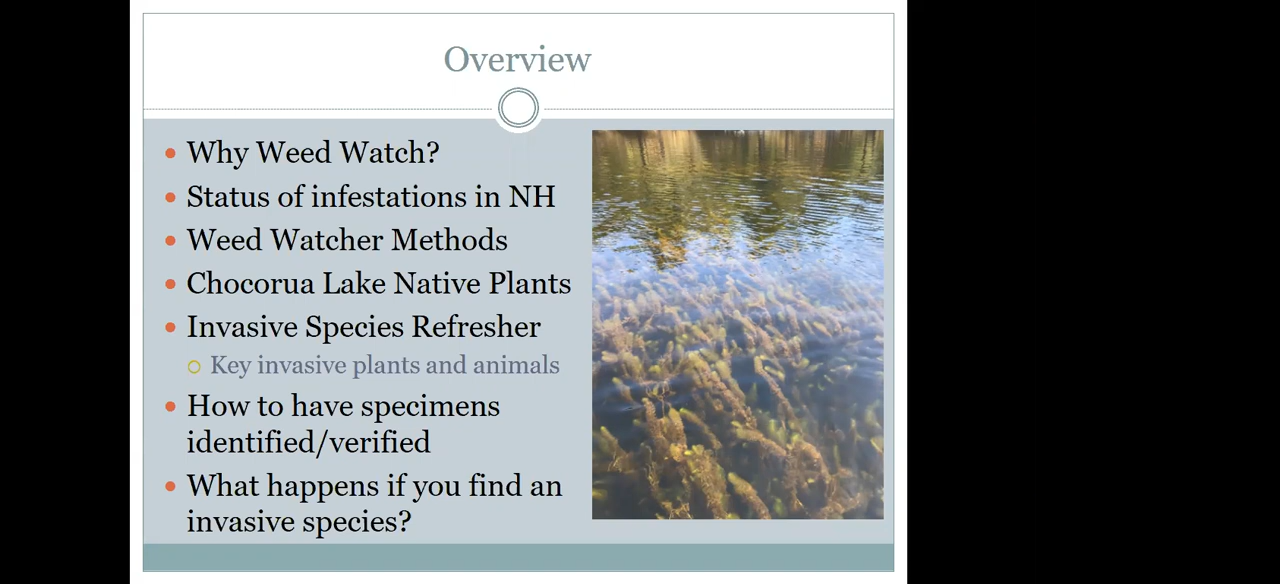 Overview
Why Weed Watch?
Status of infestations in NH
Weed Watcher Methods
Chocorua Lake Native Plants
Invasive Species Refresher
Key invasive plants and animals
How to have specimens
identified/verified
What happens if you find an
invasive species?